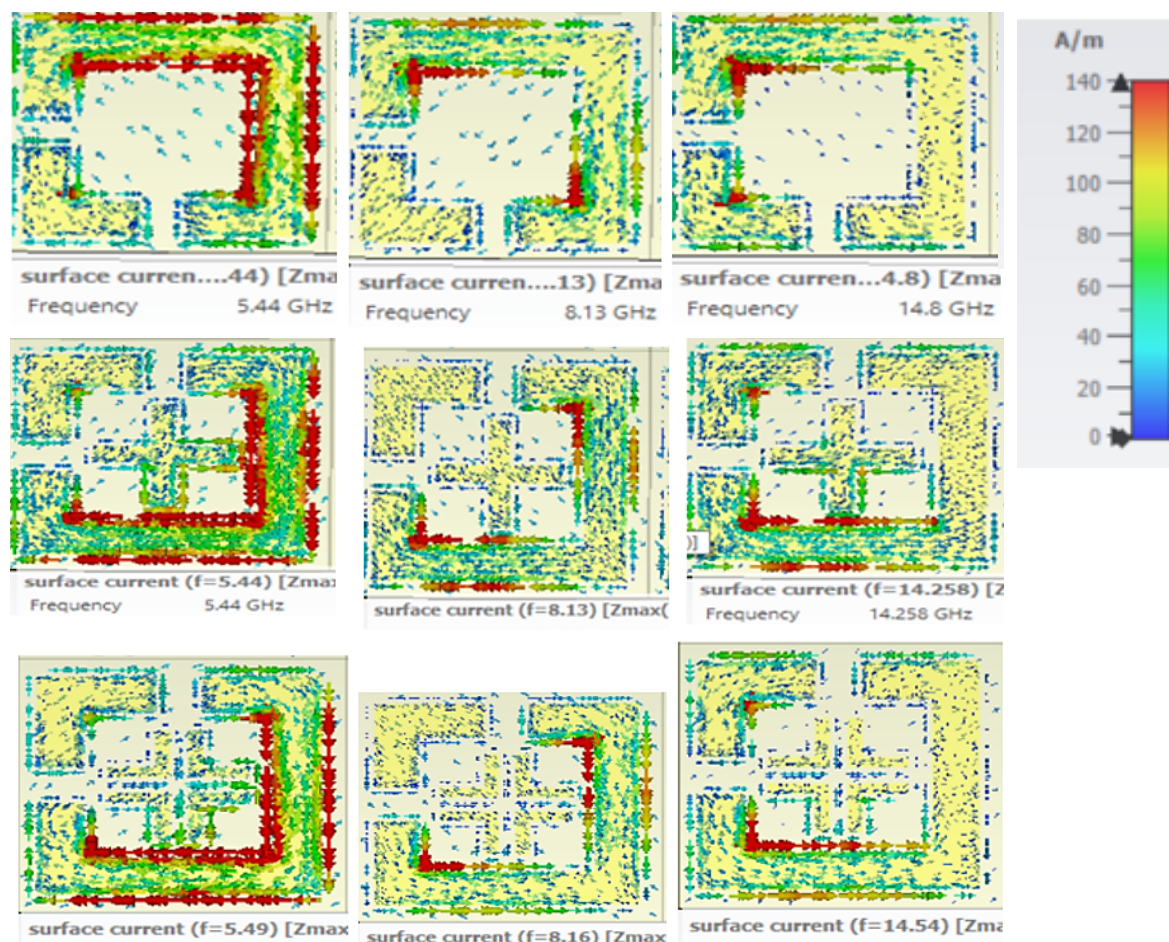 A/m
140
120
100
80
60
40
20
0
surface curren....44) [Zma
Frequency 5.44 GHz
surface curren....13) [Zma
Frequency 8.13 GHz
surface curren...4.8) [Zma
Frequency 14.8 GHz
)]
surface current (f=5.44) [Zmax
Frequency 5.44 GHz
surface current (f=8.13) [Zmax(
surface current (f=14.258) [Z
Frequency 14.258 GHz
surface current (f=5.49) [Zmax
surface current (f=8.16) [Zmax
surface current (f=14.54) [Zma